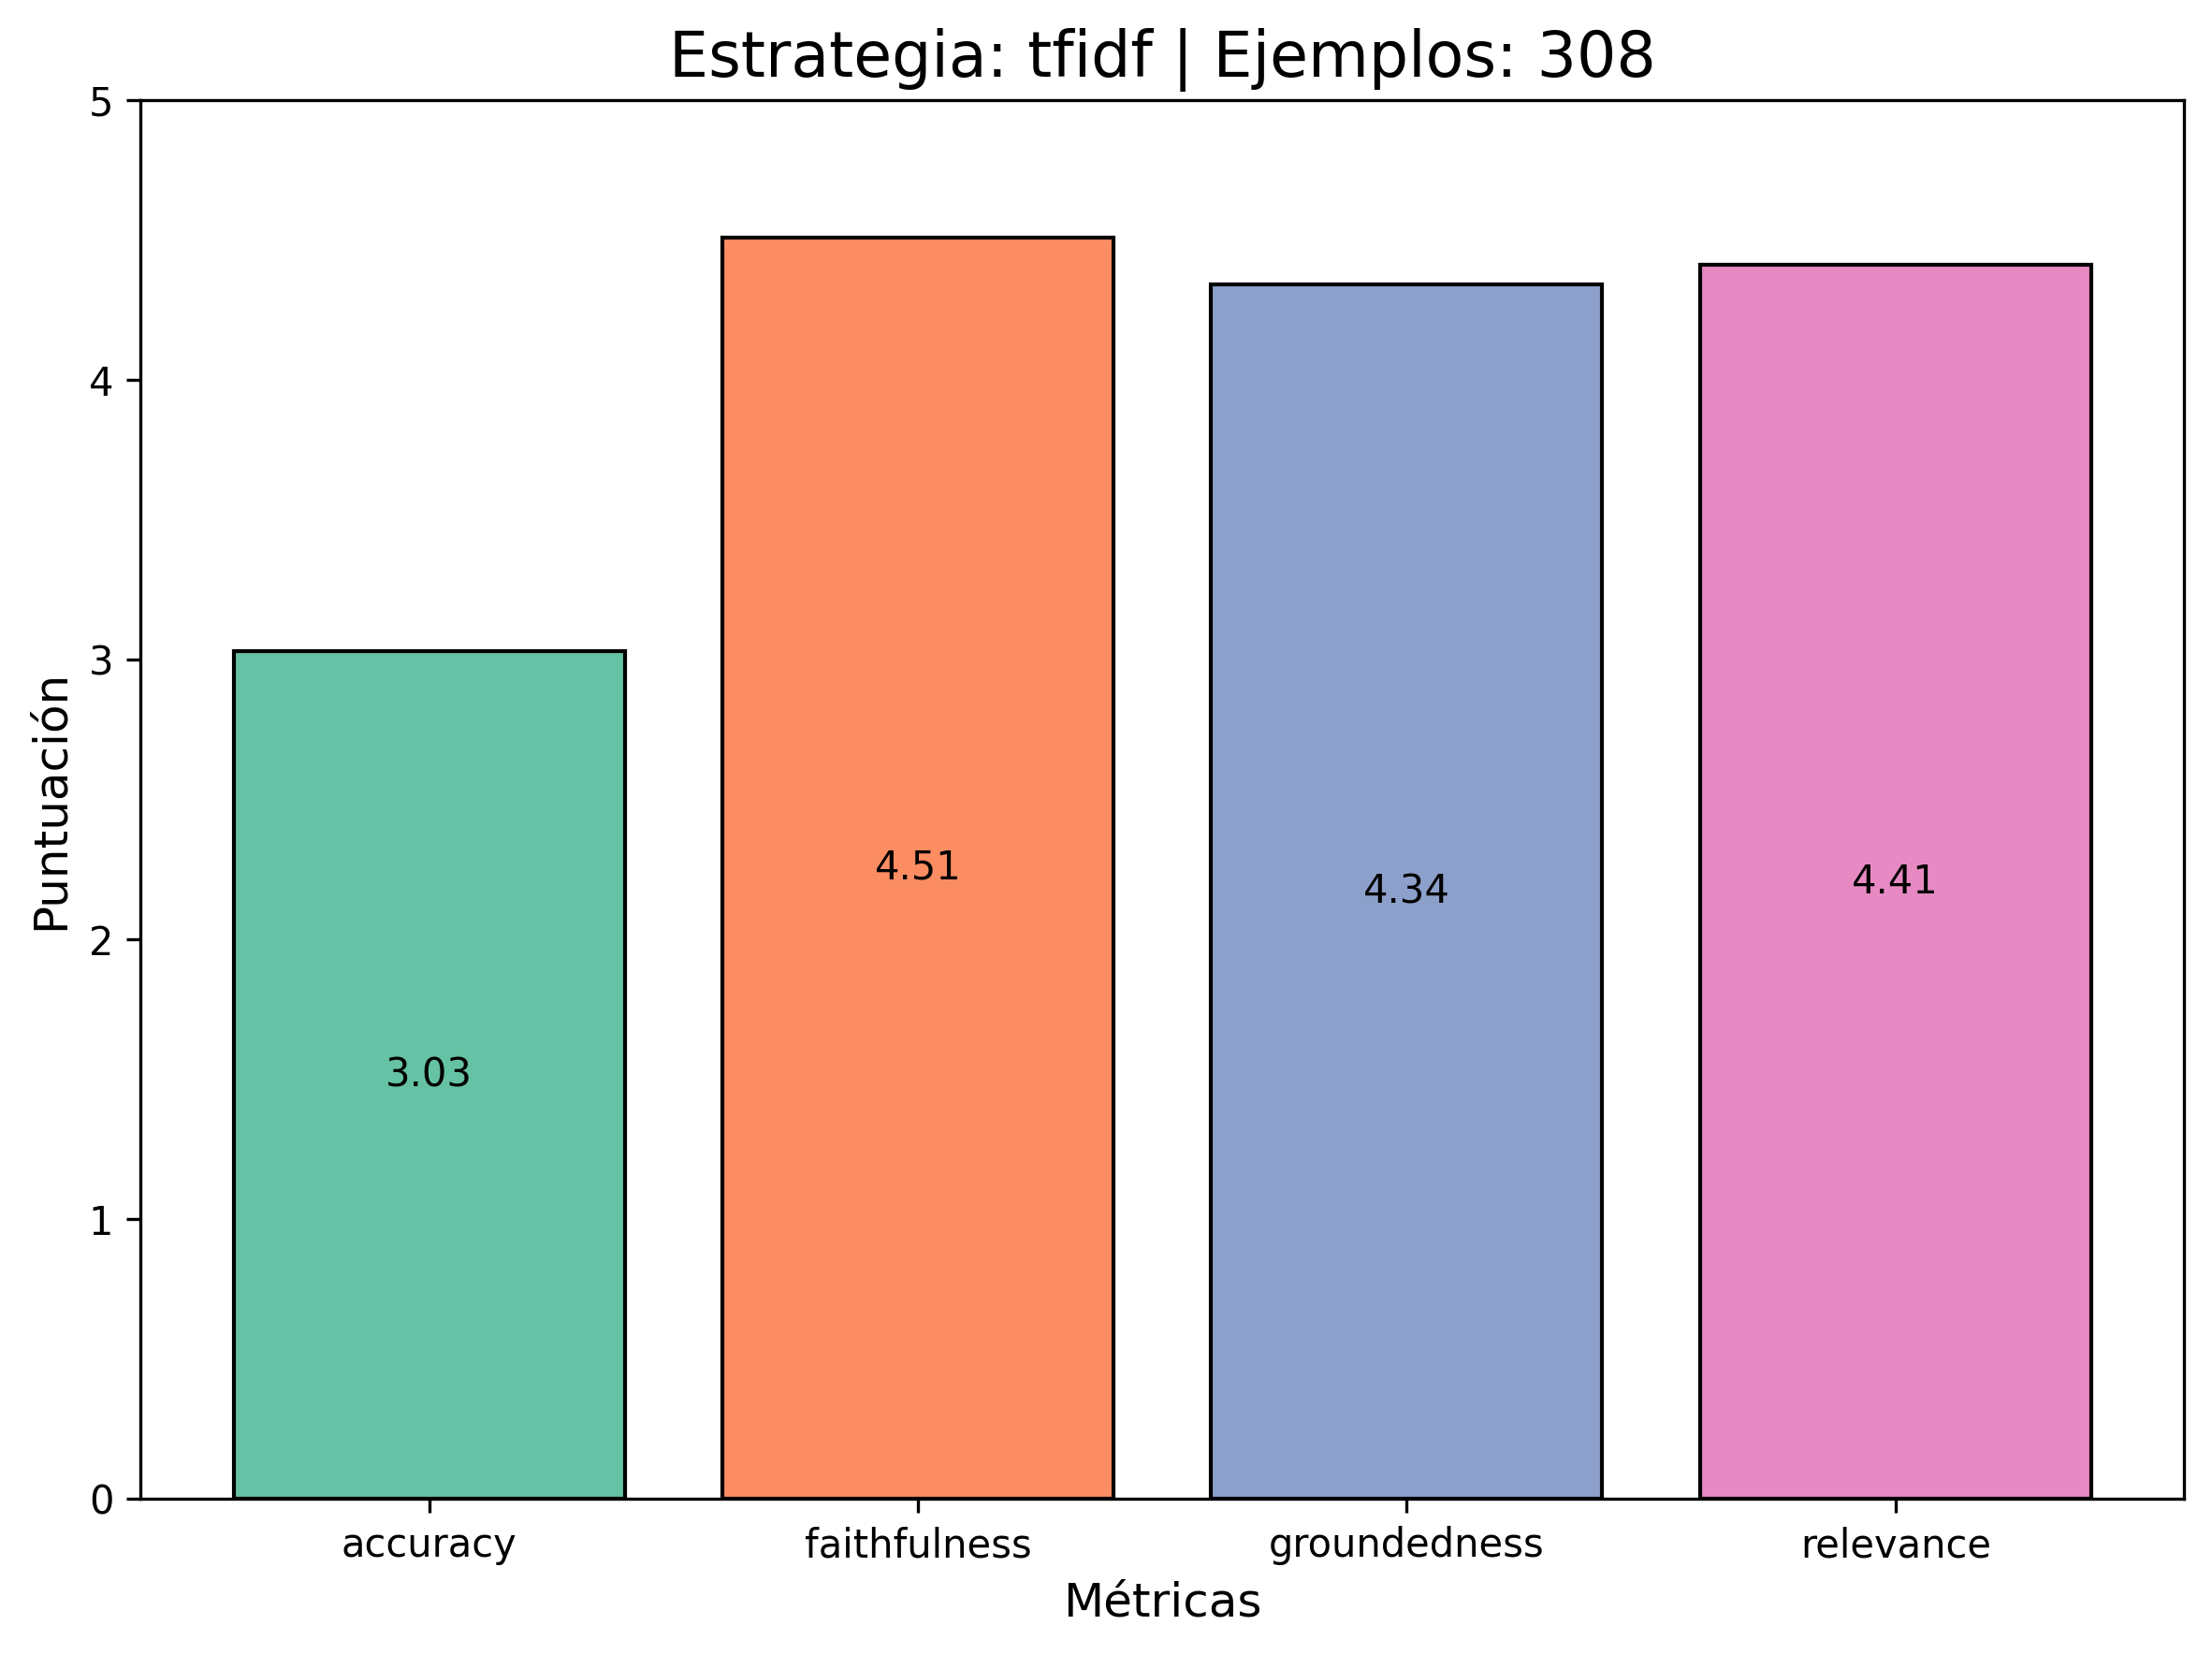 Estrategia: tfidf | Ejemplos: 308
Puntuación
5
4
3
2
1
0
3.03
4.51
4.34
4.41
accuracy
faithfulness
groundedness
relevance
Métricas